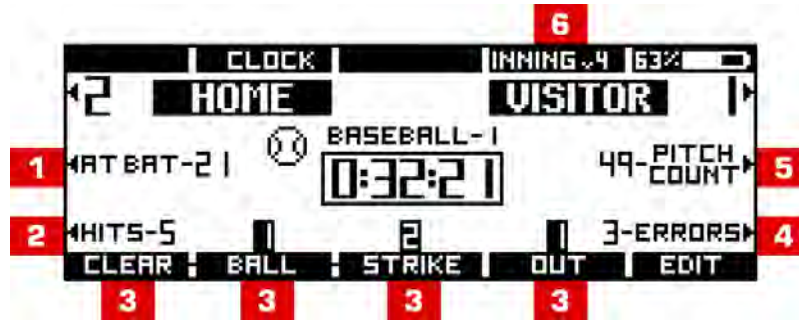 6
CLOCK INNING v4 63%
2 HOME VISITOR 1
BASEBALL-1
1 AT BAT-21 0:32:21 49-PITCH COUNT 5
2 HITS-5 1 2 1 3-ERRORS 4
CLEAR BALL STRIKE OUT EDIT
3 3 3 3